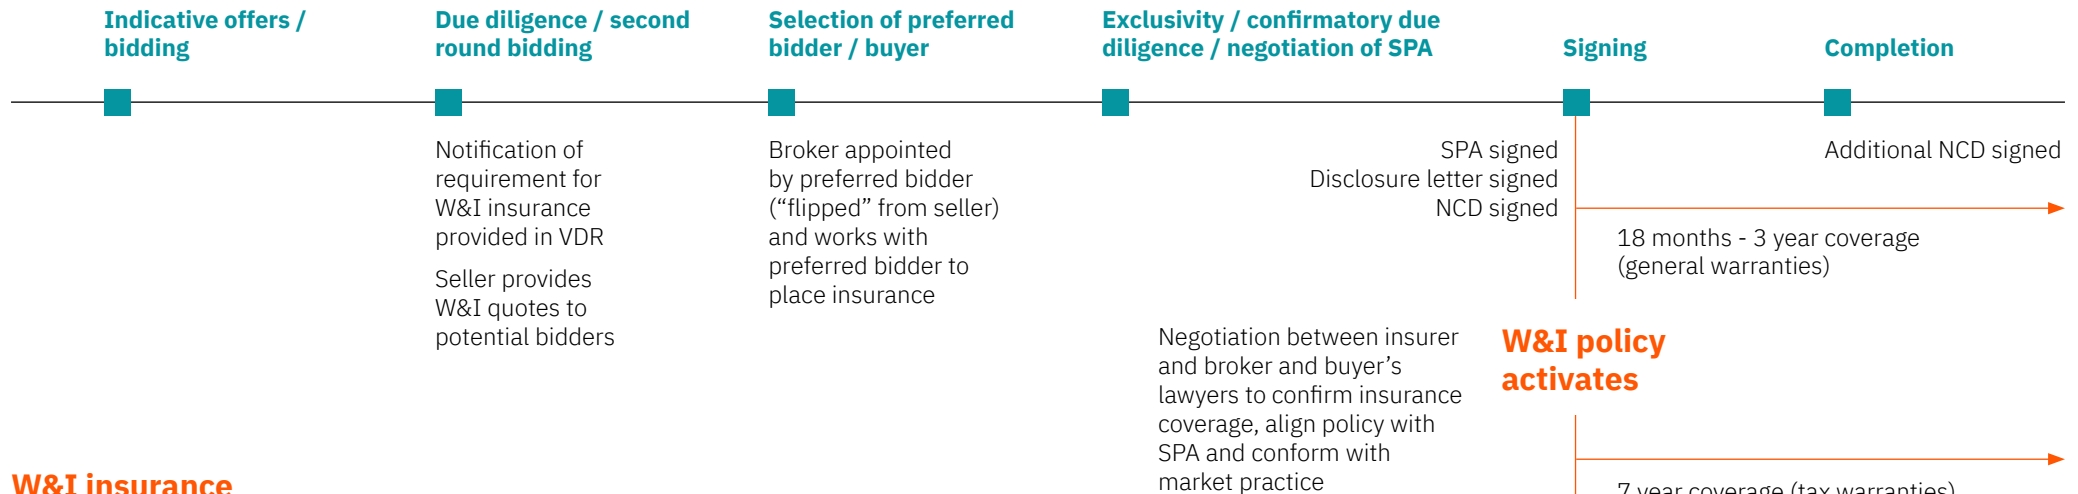 Indicative offers /
bidding
Due diligence / second
round bidding
Selection of preferred
bidder / buyer
Exclusivity / confirmatory due
diligence / negotiation of SPA
Signing
Completion
Notification of
requirement for
W&I insurance
provided in VDR
Seller provides
W&I quotes to
potential bidders
Broker appointed
by preferred bidder
(“flipped” from seller)
and works with
preferred bidder to
place insurance
Negotiation between insurer
and broker and buyer’s
lawyers to confirm insurance
coverage, align policy with
SPA and conform with
market practice
SPA signed
Disclosure letter signed
NCD signed
Additional NCD signed
18 months - 3 year coverage
(general warranties)
W&I policy
activates
7 year coverage (tax warranties)
W&I insurance